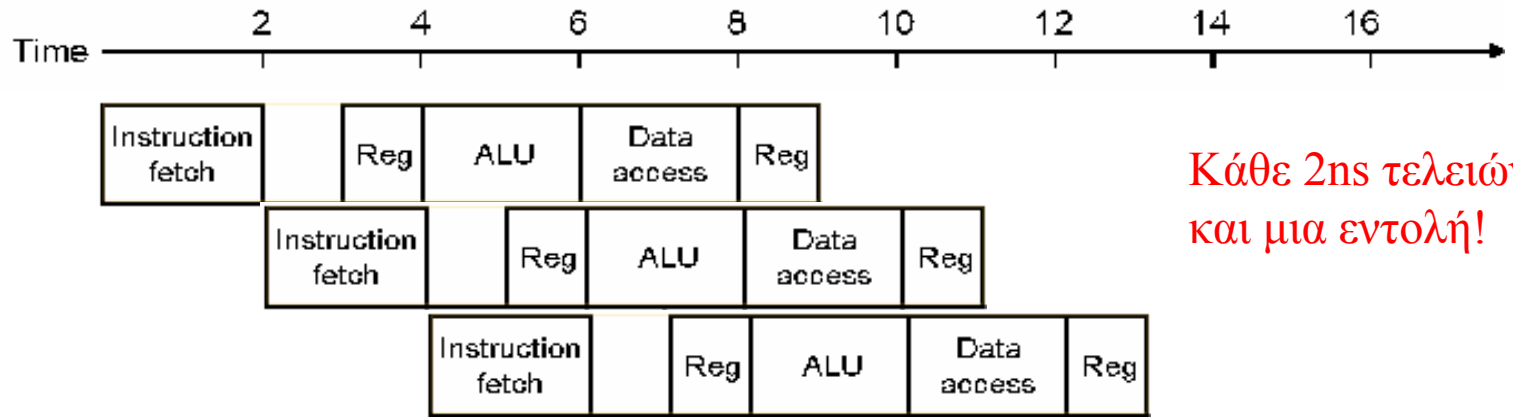 2 4 6 8 10 12 14 16
Time
Instruction fetch Reg ALU Data access Reg
Κάθε 2ns
και μια εντολή!
Instruction fetch Reg ALU Data access Reg
Instruction fetch Reg ALU Data access Reg